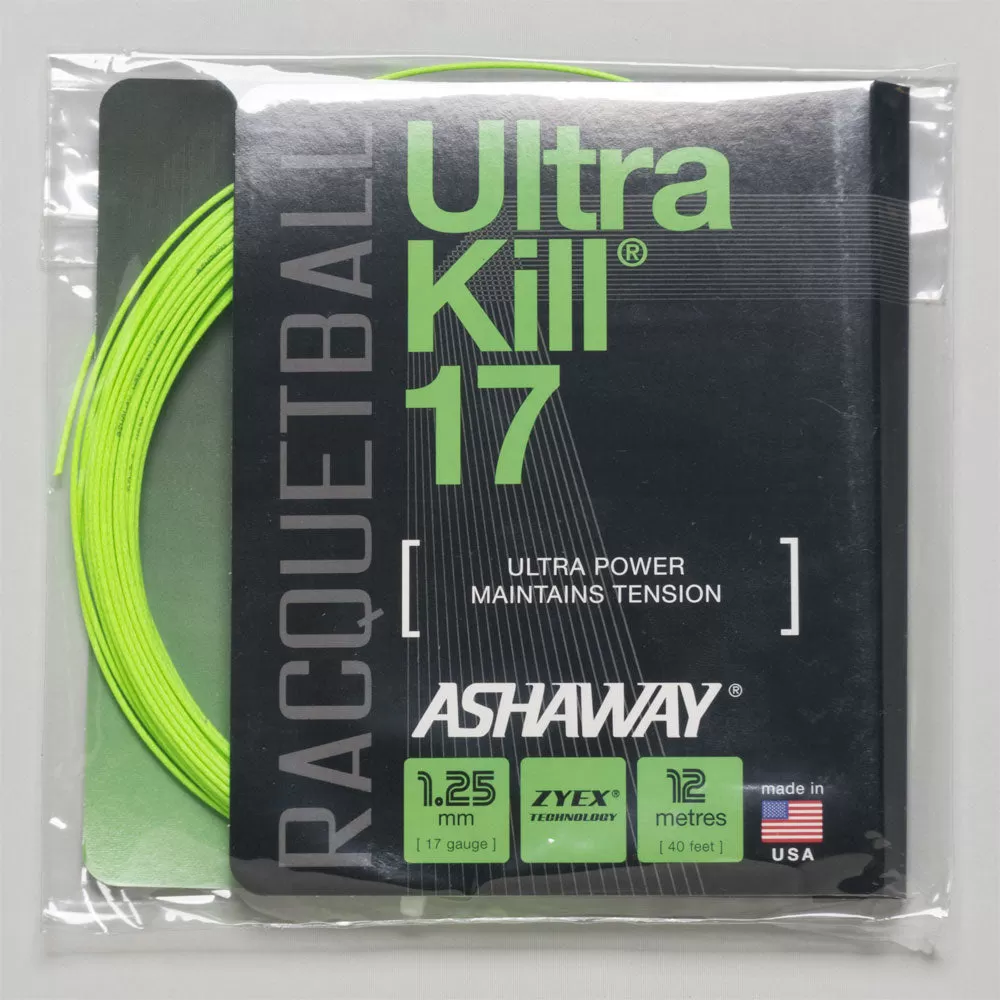 RACQUETBALL
Ultra
Kill®
17
[ ULTRA POWER
MAINTAINS TENSION ]
ASHAWAY®
1.25
mm
[ 17 gauge ]
ZYEX®
TECHNOLOGY
12
metres
[ 40 feet ]
made in
USA